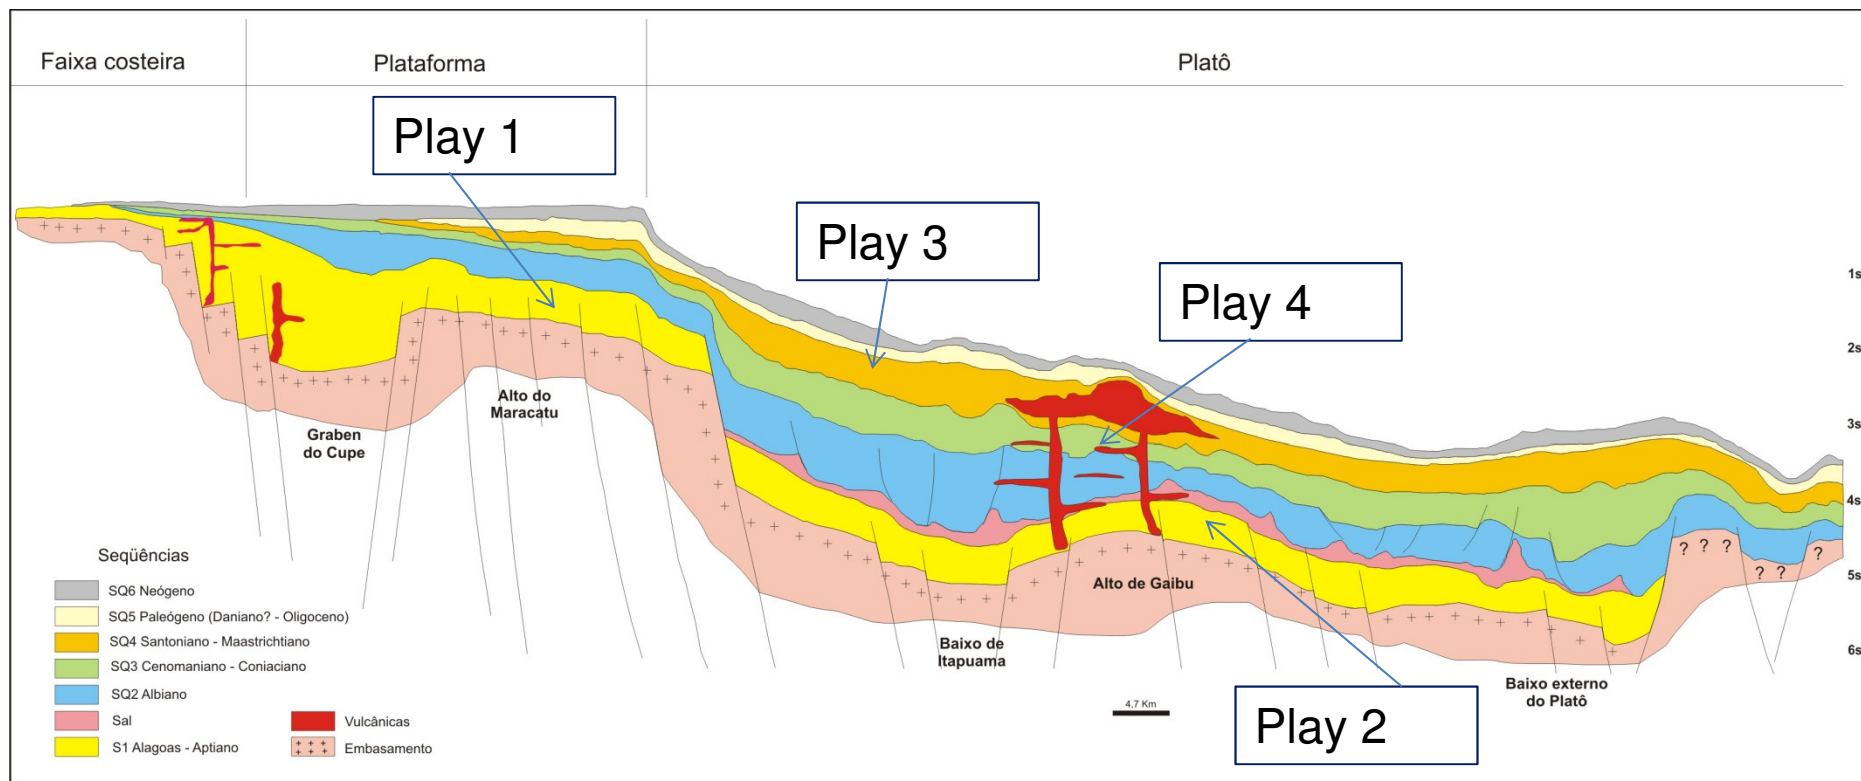 Faixa costeira
Plataforma
Platô
Play 1
Play 3
Play 4
1s
2s
3s
4s
5s
6s
Alto do
Maracatu
Graben
do Cupe
Alto de Gaibu
Baixo de
Itapuama
Baixo externo
do Platô
? ? ?
? ?
?
4,7 Km
Play 2
Seqüências
SQ6 Neógeno
SQ5 Paleógeno (Daniano? - Oligoceno)
SQ4 Santoniano - Maastrichtiano
SQ3 Cenomaniano - Coniaciano
SQ2 Albiano
Sal
S1 Alagoas - Aptiano
Vulcânicas
Embasamento